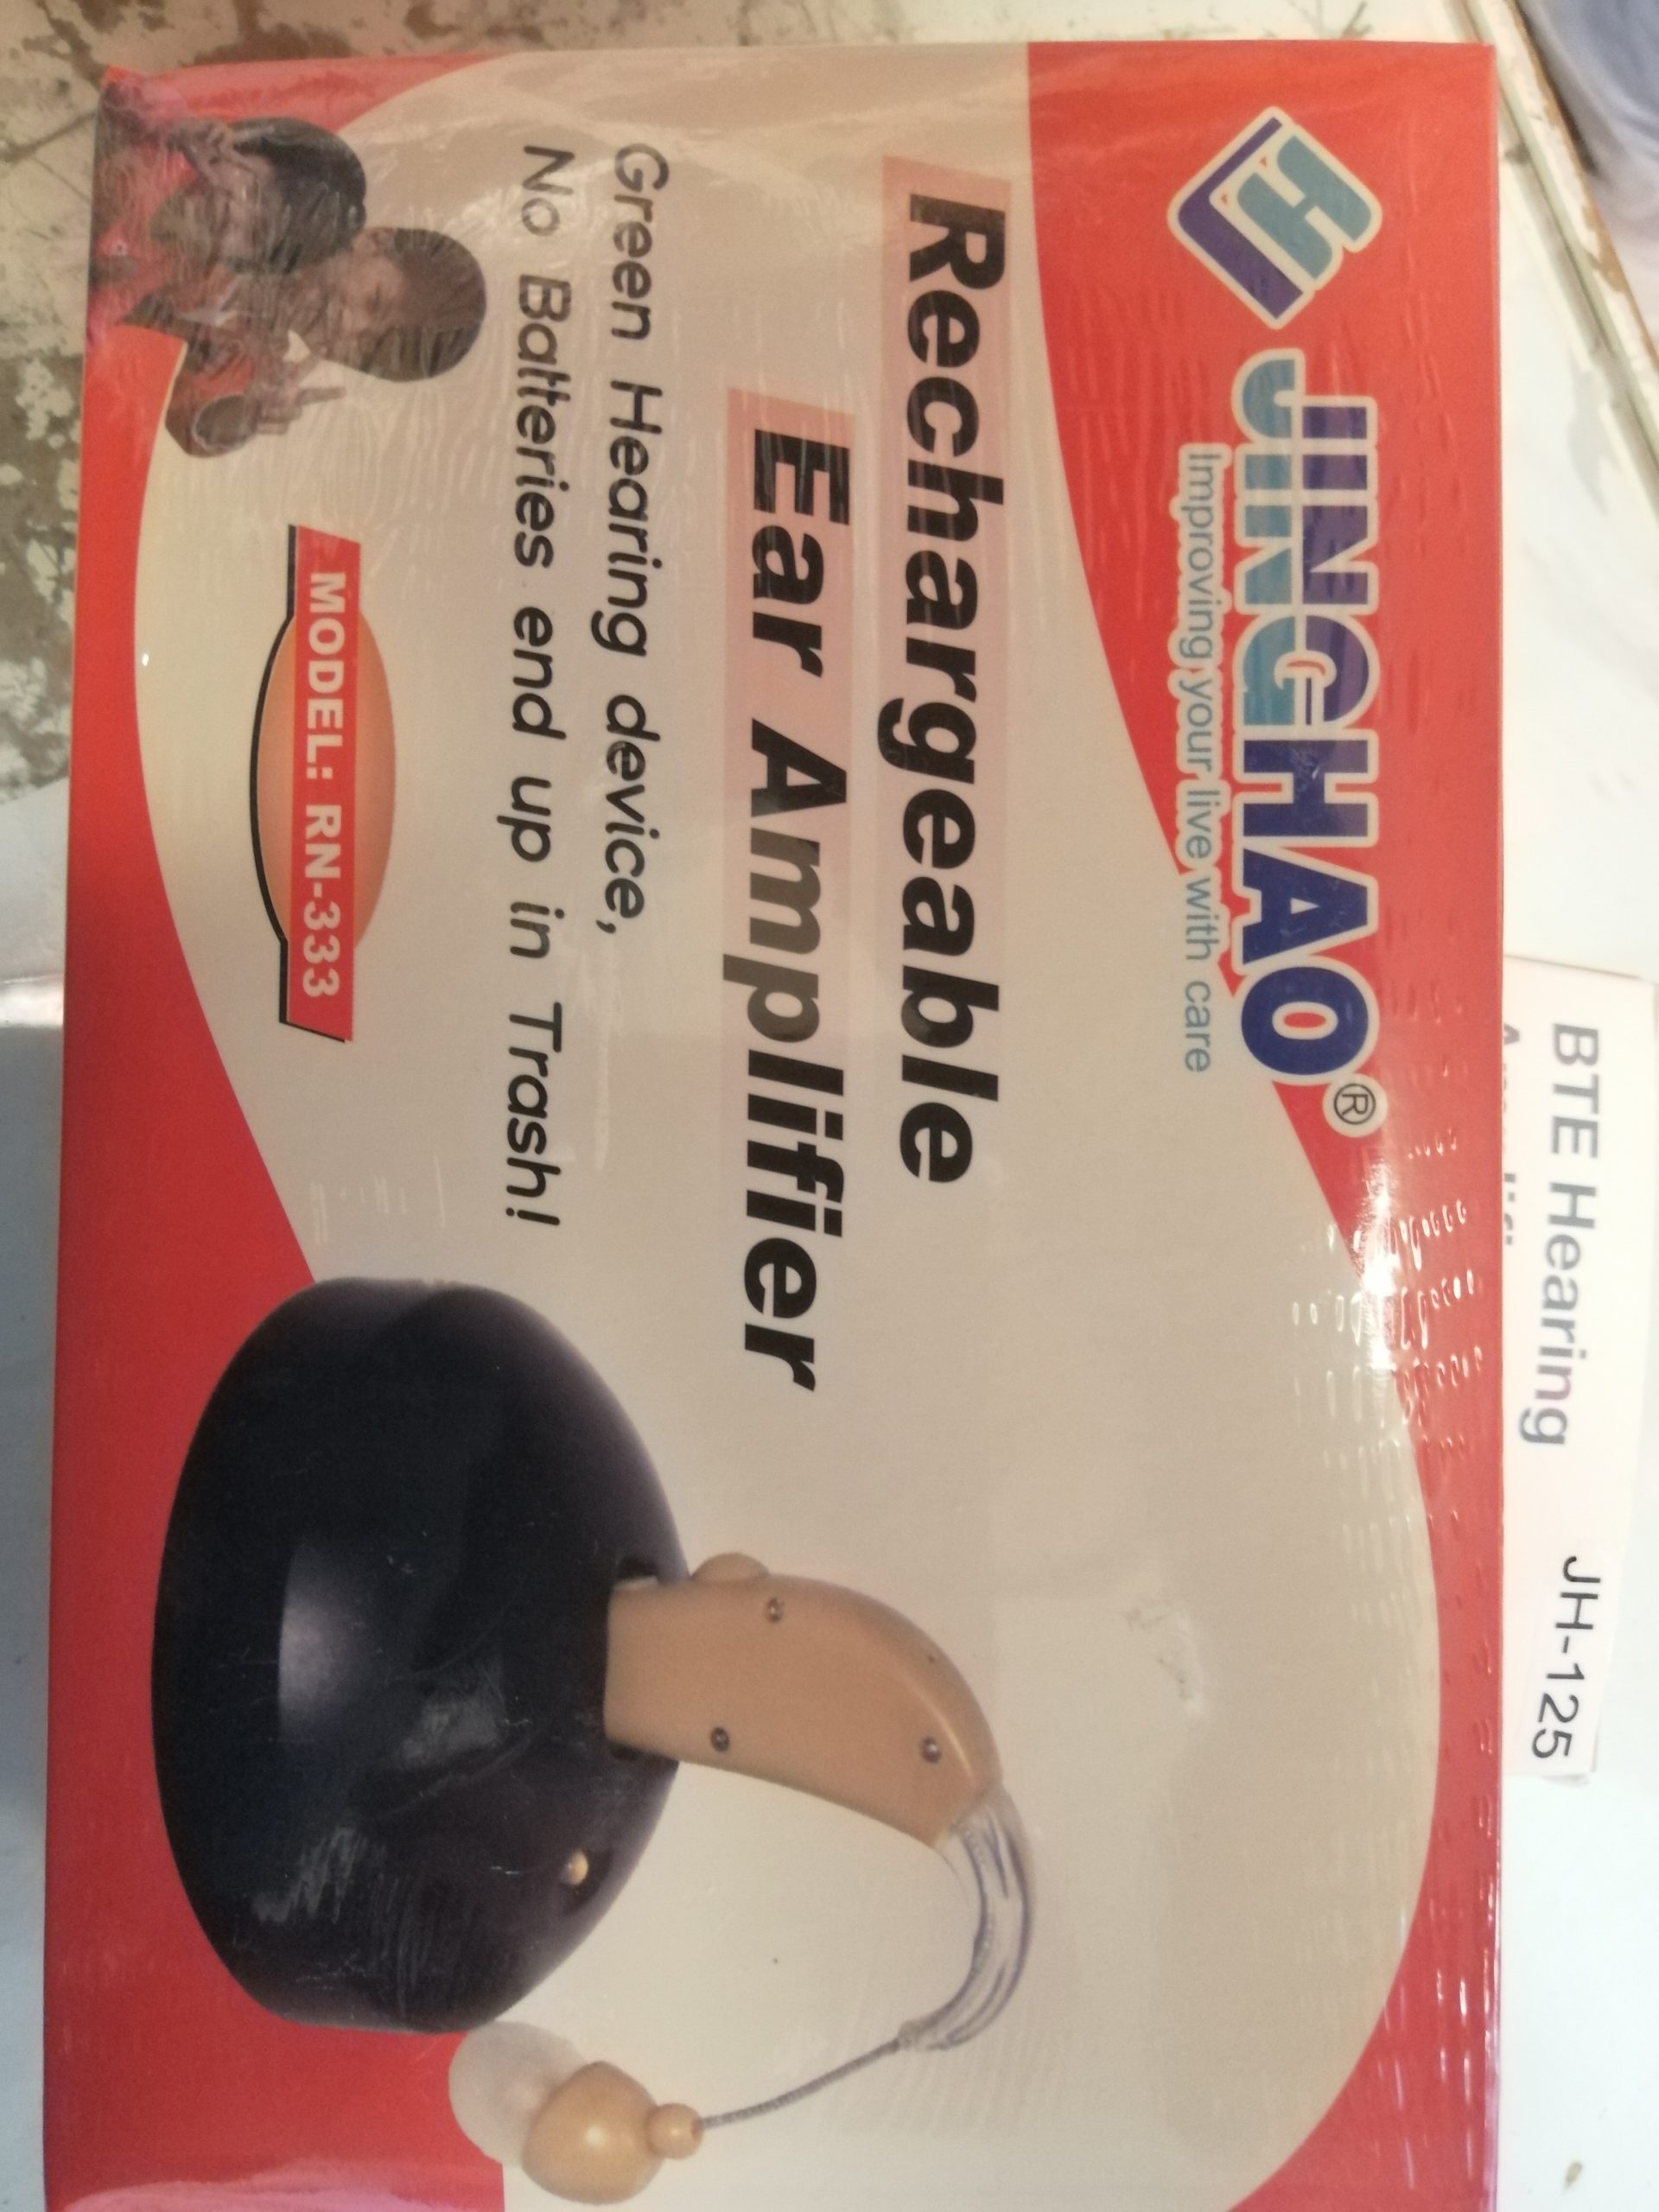 JINGHAO®
Improving your live with care
Rechargeable
Ear Amplifier
Green Hearing device,
No Batteries end up in Trash!
MODEL: RN-333
BTE Hearing
JH-125